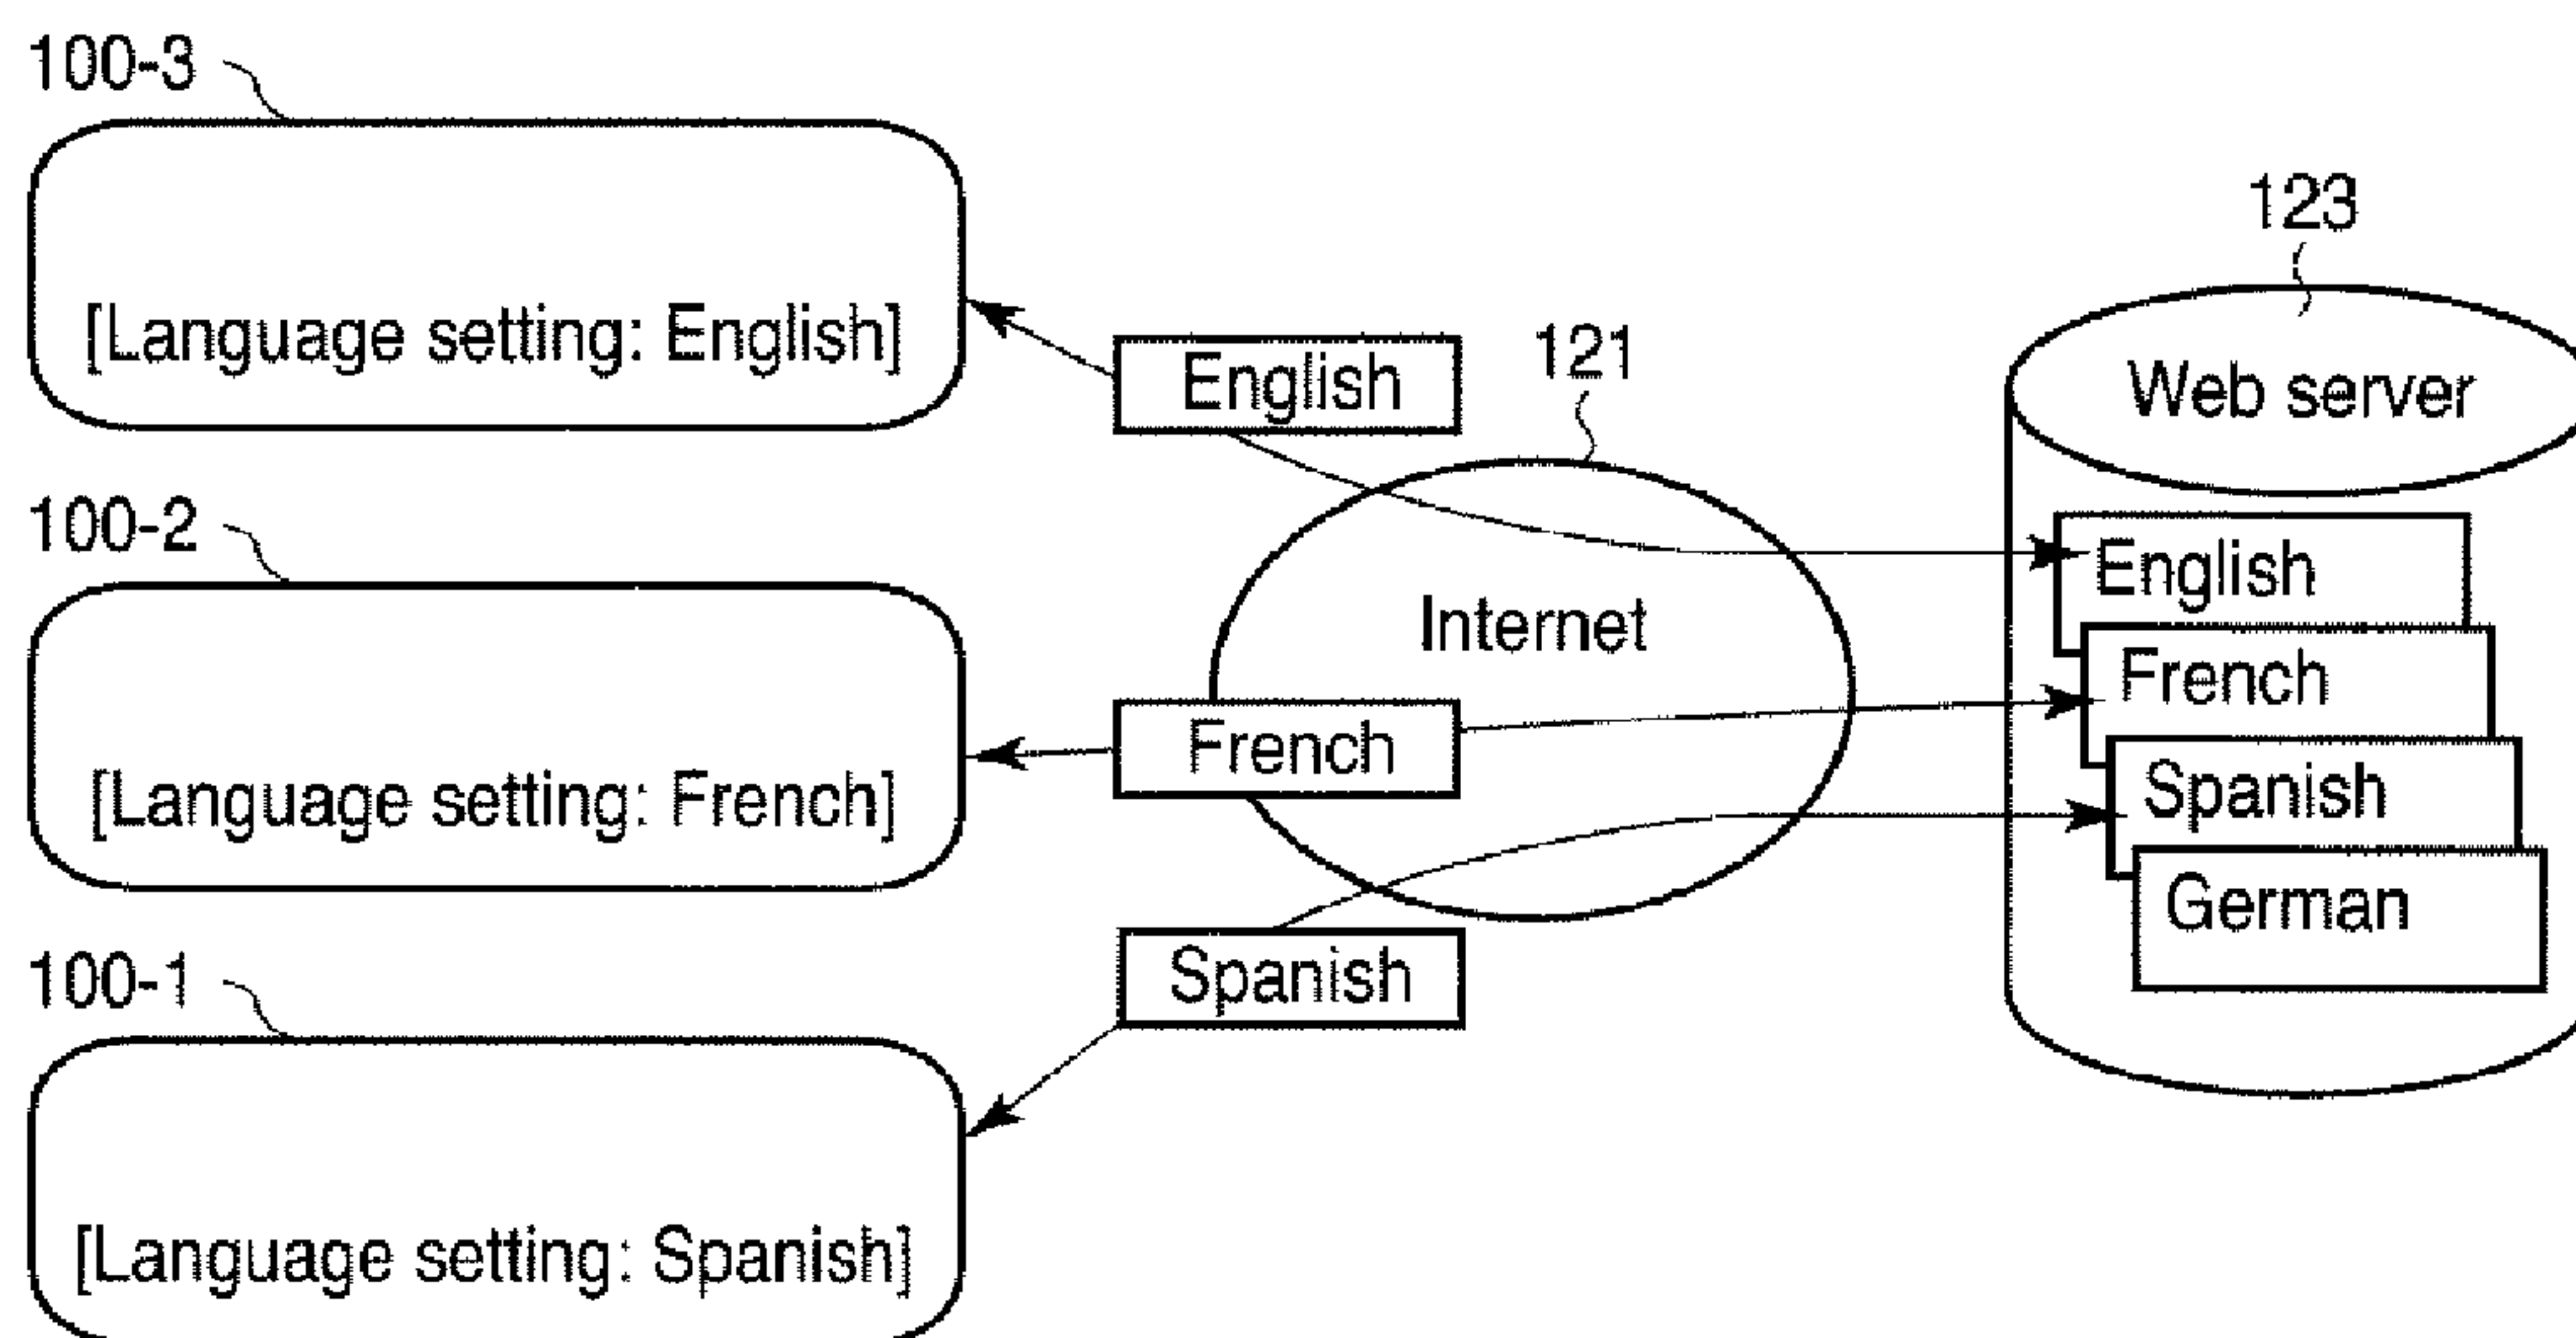 100-3
[Language setting: English]
English
121
123
Web server
100-2
[Language setting: French]
Internet
French
English
French
Spanish
German
100-1
[Language setting: Spanish]
Spanish